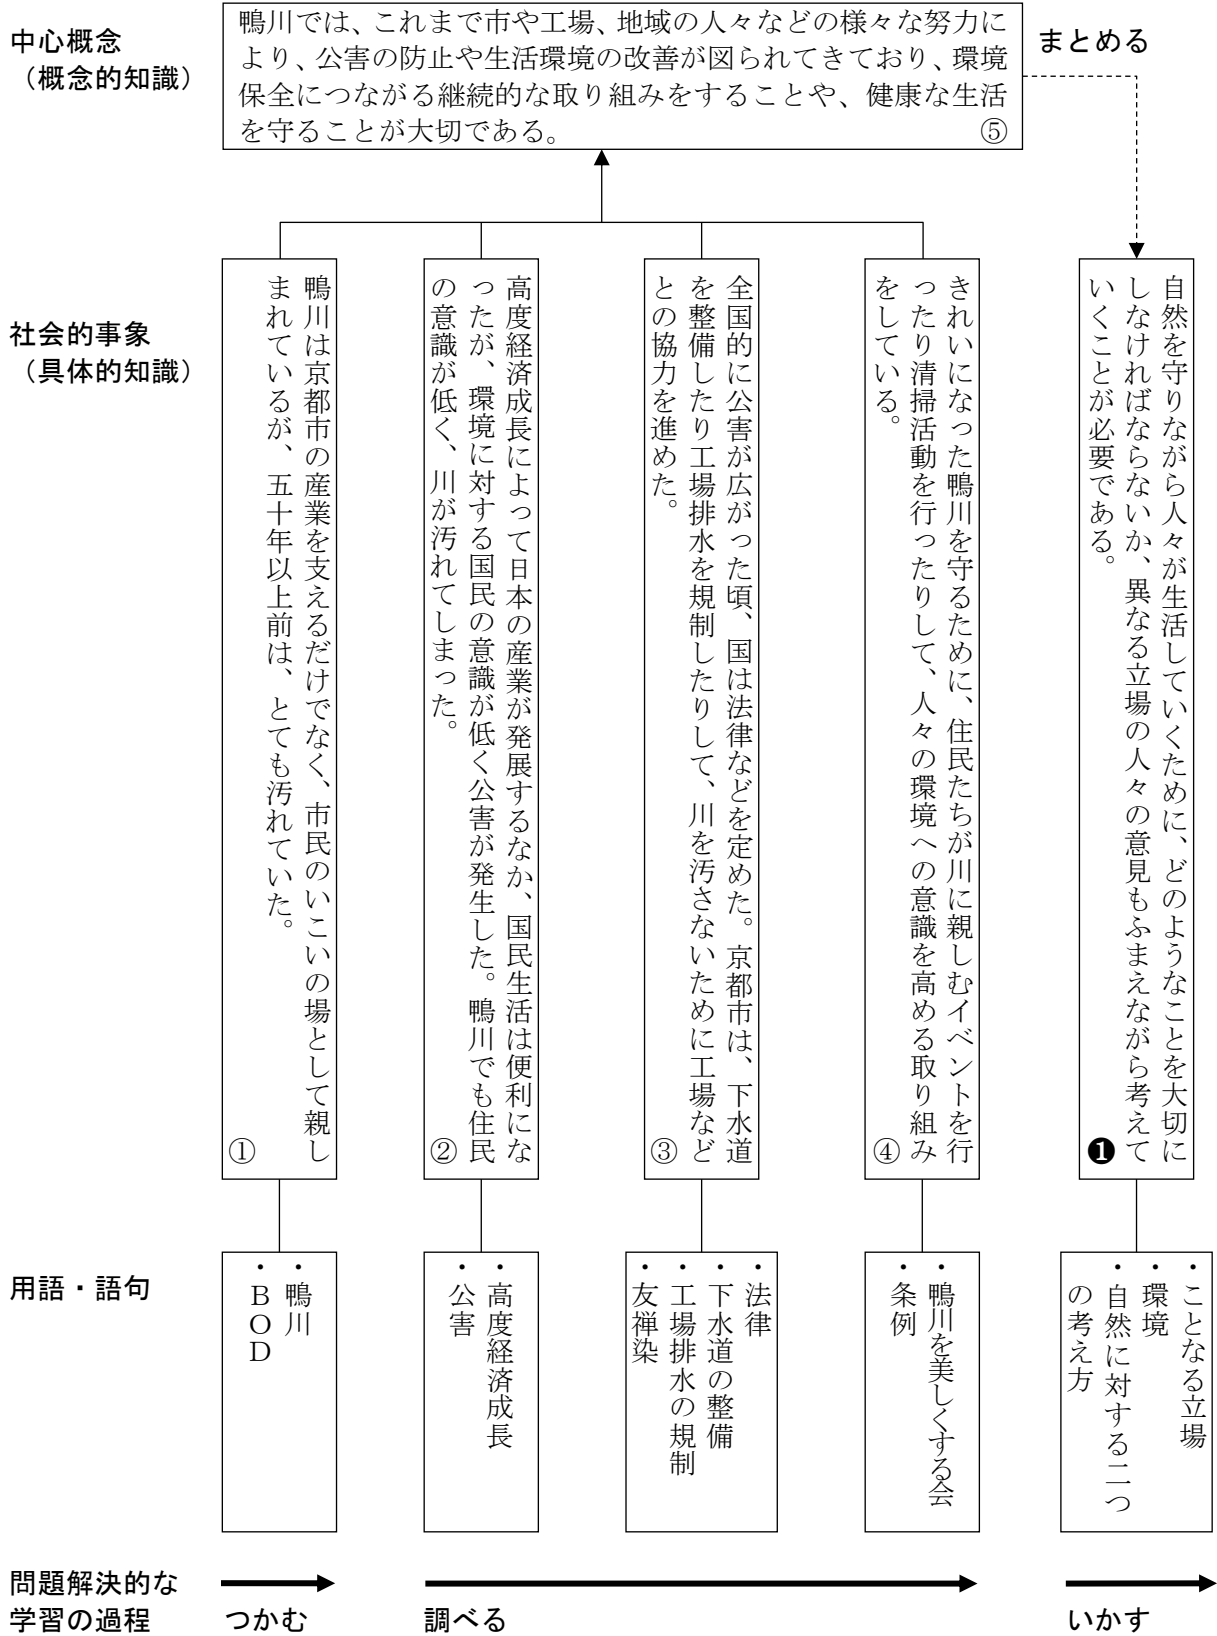 中心概念
（概念的知識）
鴨川では、これまで市や工場、地域の人々などの様々な努力に
より、公害の防止や生活環境の改善が図られてきており、環境
保全につながる継続的な取り組みをすることや、健康な生活
を守ることが大切である。 ⑤
まとめる
社会的事象
（具体的知識）
鴨川は京都市の産業を支えるだけでなく、市民のいこいの場として親し
まれているが、五十年以上前は、とても汚れていた。 ①
高度経済成長によって日本の産業が発展するなか、国民生活は便利にな
ったが、環境に対する国民の意識が低く公害が発生した。鴨川でも住民
の意識が低く、川が汚れてしまった。 ②
全国的に公害が広がった頃、国は法律などを定めた。京都市は、下水道
を整備したり工場排水を規制したりして、川を汚さないために工場など
との協力を進めた。 ③
きれいになった鴨川を守るために、住民たちが川に親しむイベントを行
ったり清掃活動を行ったりして、人々の環境への意識を高める取り組み
をしている。 ④
自然を守りながら人々が生活していくために、どのようなことを大切に
しなければならないか、異なる立場の人々の意見もふまえながら考えて
いくことが必要である。 ❶
用語・語句
・鴨川
・ＢＯＤ
・高度経済成長
・公害
・法律
・下水道の整備
・工場排水の規制
・友禅染
・鴨川を美しくする会
・条例
・ことなる立場
・環境
・自然に対する二つ
の考え方
問題解決的な
学習の過程
つかむ
調べる
いかす